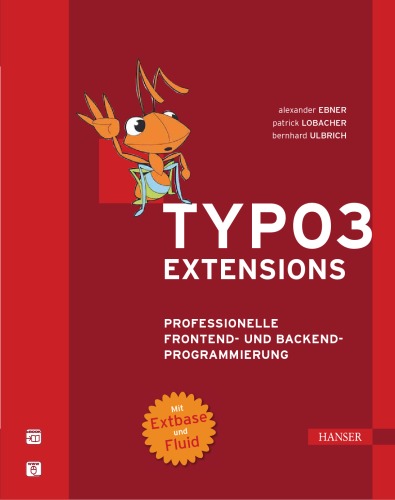 alexander EBNER
patrick LOBACHER
bernhard ULBRICH
TYPO3
EXTENSIONS
PROFESSIONELLE
FRONTEND- UND BACKEND-
PROGRAMMIERUNG
Mit
Extbase
und
Fluid
HANSER